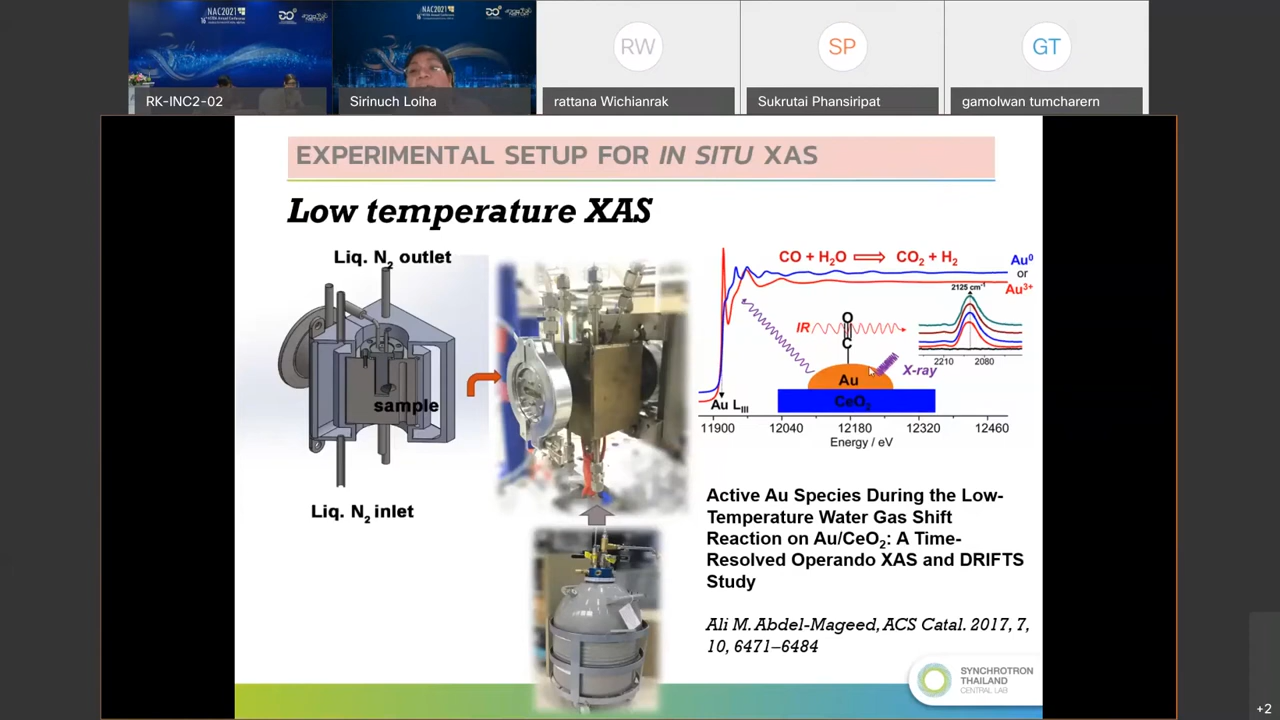 NAC2021
NAC2021
RW
SP
GT
RK-INC2-02
Sirinuch Loiha
rattana Wichianrak
Sukrutai Phansiripat
gamolwan tumcharern
EXPERIMENTAL SETUP FOR IN SITU XAS
Low temperature XAS
Liq. N2 outlet
sample
Liq. N2 inlet
CO + H2O ⇒ CO2 + H2
Au0
or
Au3+
2125 cm-1
IR
O
C
2210 2080
X-ray
Au
CeO2
Au LIII
11900 12040 12180 12320 12460
Energy / eV
Active Au Species During the Low-
Temperature Water Gas Shift
Reaction on Au/CeO2: A Time-
Resolved Operando XAS and DRIFTS
Study
Ali M. Abdel-Mageed, ACS Catal. 2017, 7,
10, 6471–6484
SYNCHROTRON
THAILAND
CENTRAL LAB
+2